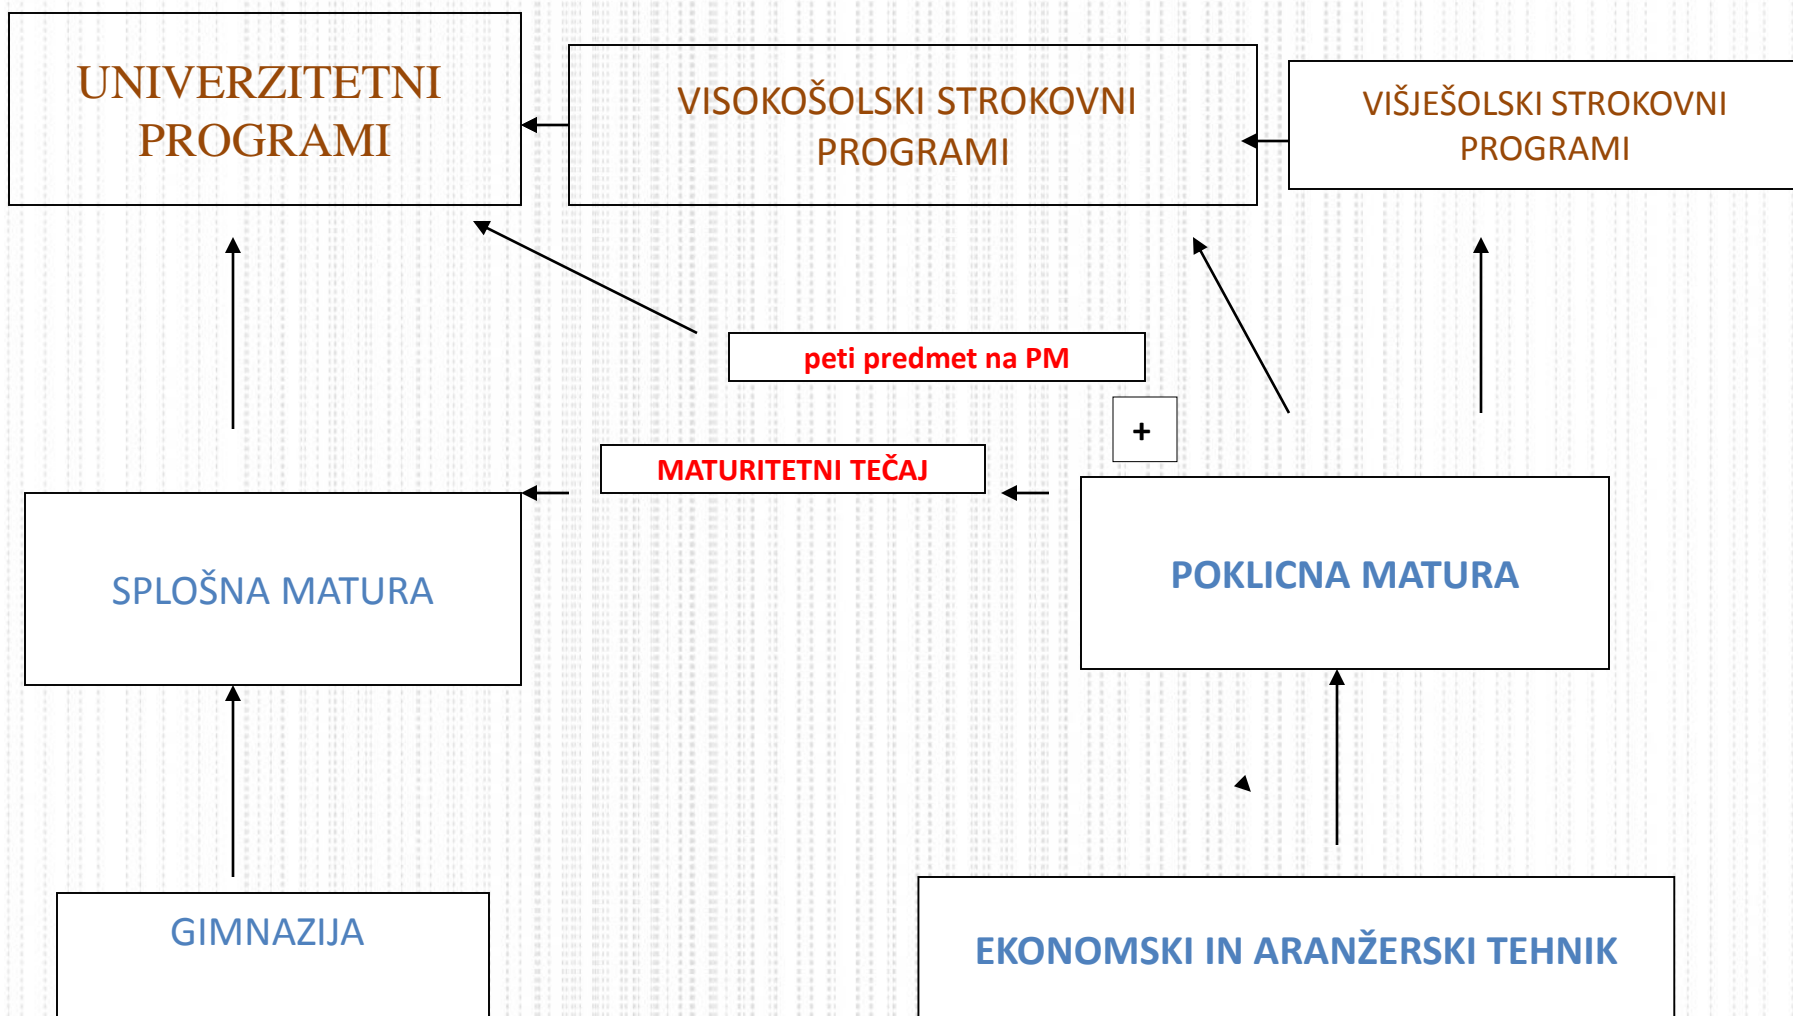 UNIVERZITETNI
PROGRAMI
VISOKOŠOLSKI STROKOVNI
PROGRAMI
VIŠJEŠOLSKI STROKOVNI
PROGRAMI
peti predmet na PM
+
MATURITETNI TEČAJ
SPLOŠNA MATURA
POKLICNA MATURA
GIMNAZIJA
EKONOMSKI IN ARANŽERSKI TEHNIK